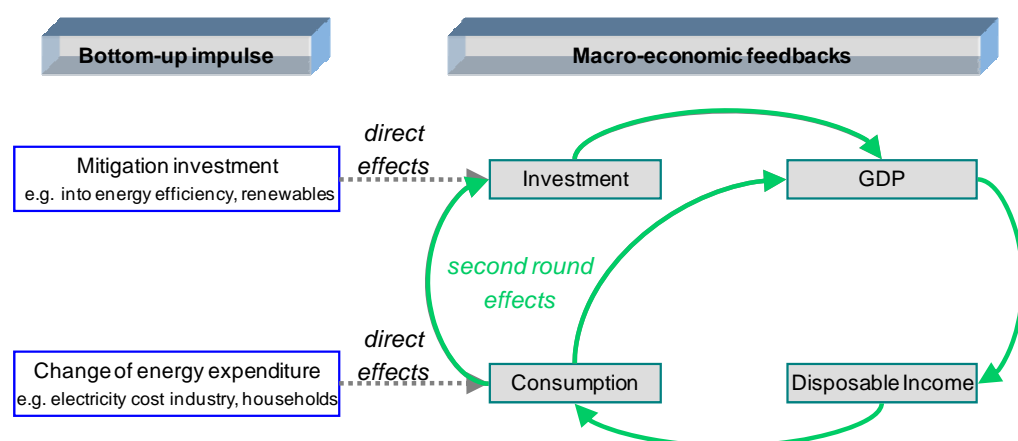 Bottom-up impulse
Macro-economic feedbacks
direct
effects
Mitigation investment
e.g. into energy efficiency, renewables
Investment
GDP
second round
effects
direct
effects
Change of energy expenditure
e.g. electricity cost industry, households
Consumption
Disposable Income